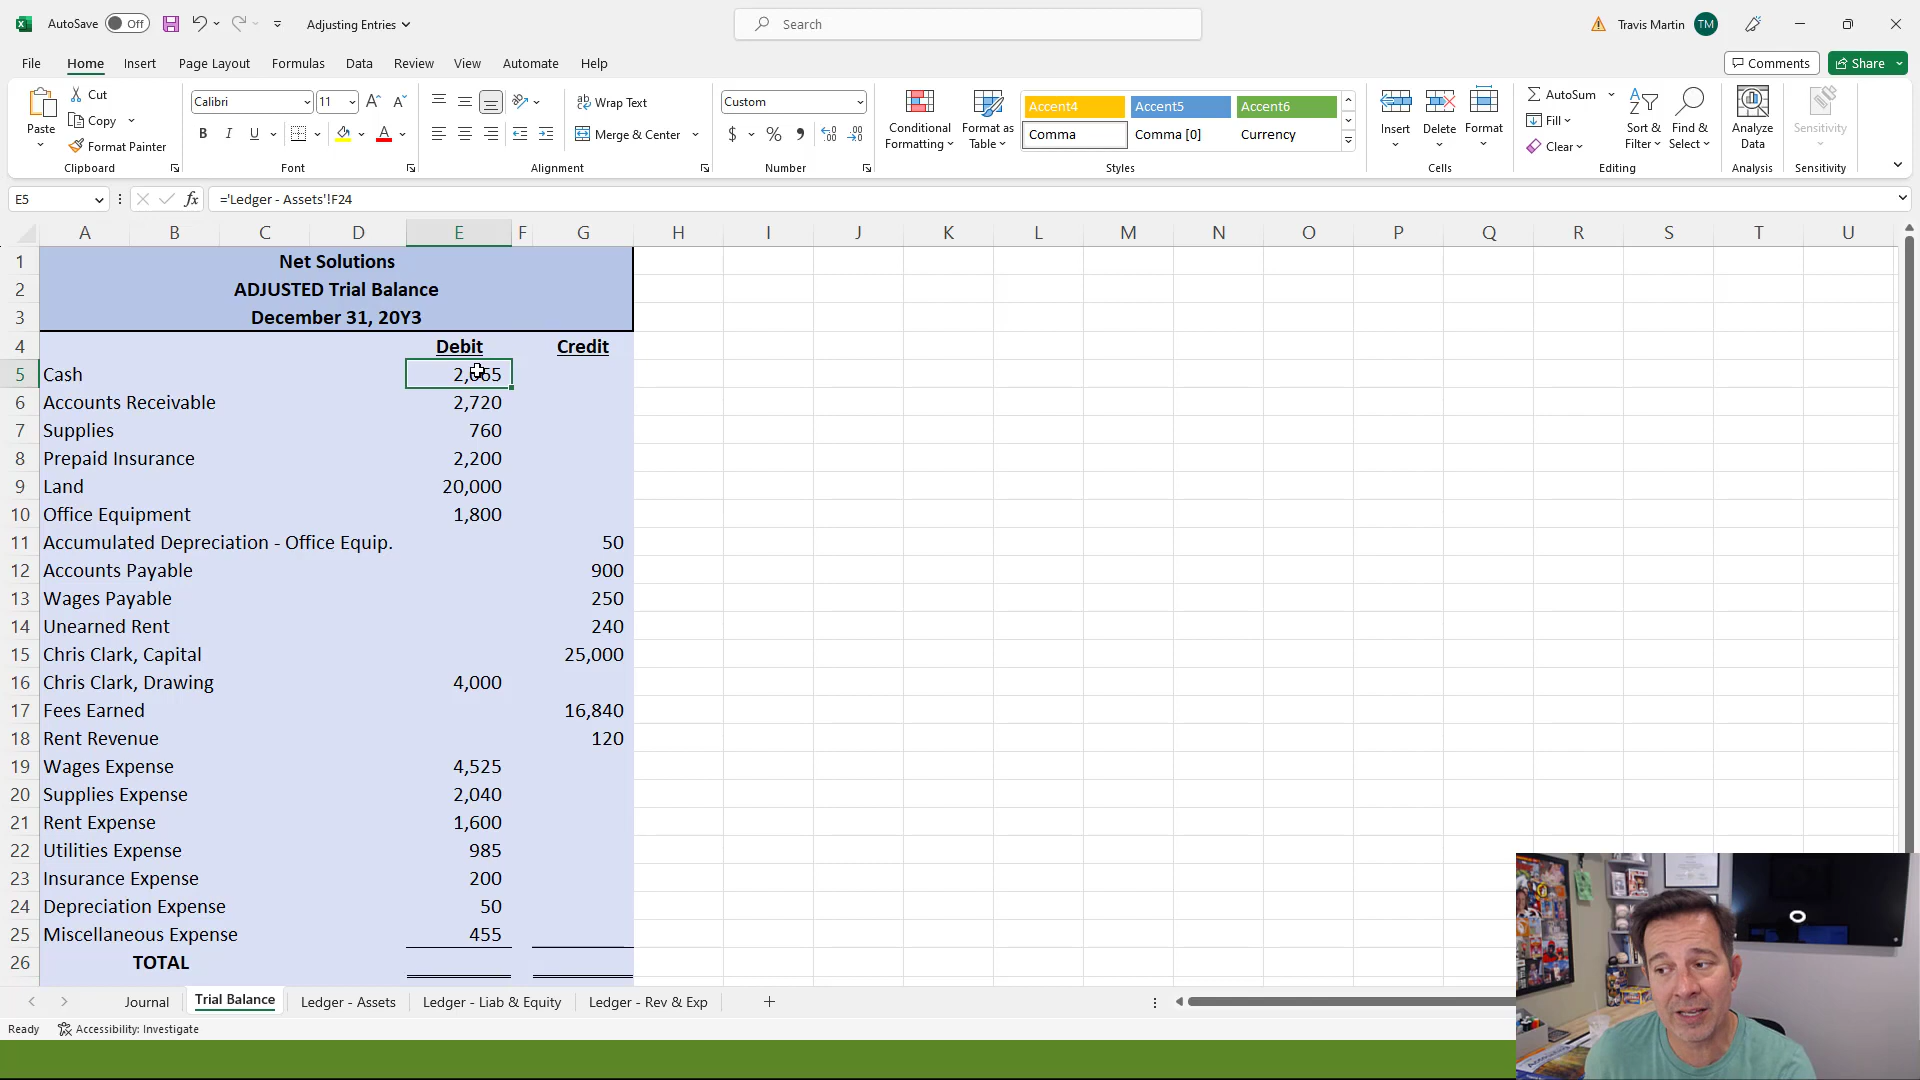 AutoSave Off Adjusting Entries Search Travis Martin TM
File Home Insert Page Layout Formulas Data Review View Automate Help Comments Share
Paste Cut Copy Format Painter Clipboard
Calibri 11 B I U A Font
Wrap Text Merge & Center Alignment
Custom $ % Number
Conditional Formatting Format as Table
Accent4 Accent5 Accent6
Comma Comma [0] Currency
Styles
Insert Delete Format Cells
AutoSum Fill Clear Sort & Filter Find & Select Editing
Analyze Data Analysis
Sensitivity Sensitivity
E5 fx ='Ledger - Assets'!F24
A B C D E F G H I J K L M N O P Q R S T U
1 Net Solutions
2 ADJUSTED Trial Balance
3 December 31, 20Y3
4 Debit Credit
5 Cash
6 Accounts Receivable 2,720
7 Supplies 760
8 Prepaid Insurance 2,200
9 Land 20,000
10 Office Equipment 1,800
11 Accumulated Depreciation - Office Equip. 50
12 Accounts Payable 900
13 Wages Payable 250
14 Unearned Rent 240
15 Chris Clark, Capital 25,000
16 Chris Clark, Drawing 4,000
17 Fees Earned 16,840
18 Rent Revenue 120
19 Wages Expense 4,525
20 Supplies Expense 2,040
21 Rent Expense 1,600
22 Utilities Expense 985
23 Insurance Expense 200
24 Depreciation Expense 50
25 Miscellaneous Expense 455
26 TOTAL
Journal Trial Balance Ledger - Assets Ledger - Liab & Equity Ledger - Rev & Exp
Ready Accessibility: Investigate